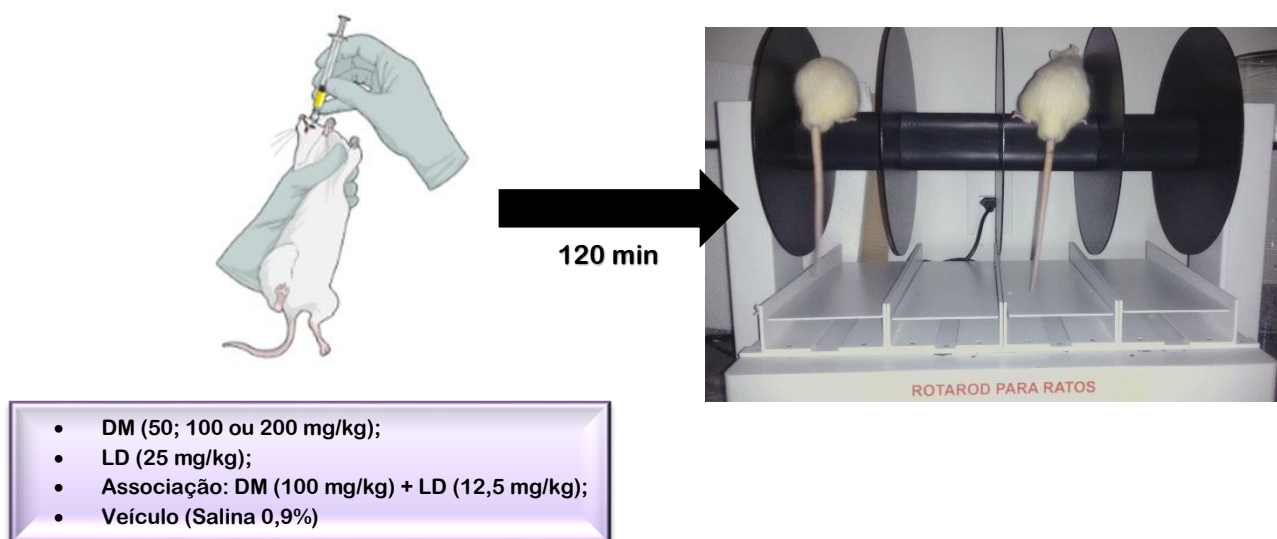 120 min
ROTAROD PARA RATOS
• DM (50; 100 ou 200 mg/kg);
• LD (25 mg/kg);
• Associação: DM (100 mg/kg) + LD (12,5 mg/kg);
• Veículo (Salina 0,9%)